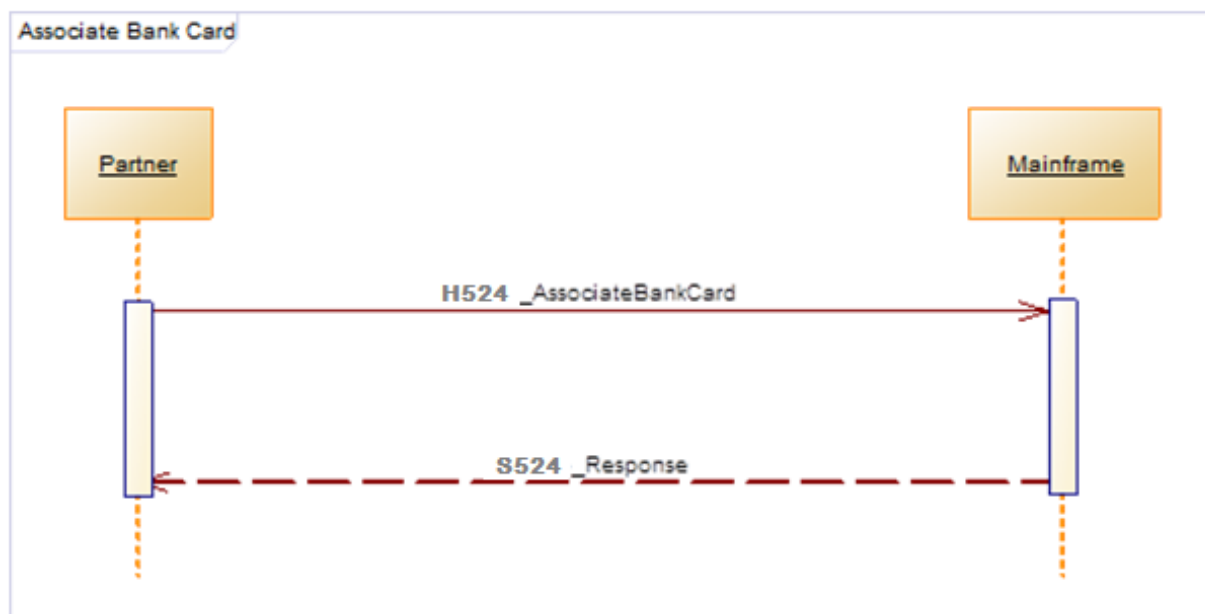 Associate Bank Card
Partner
Mainframe
H524 _AssociateBankCard
S524 _Response